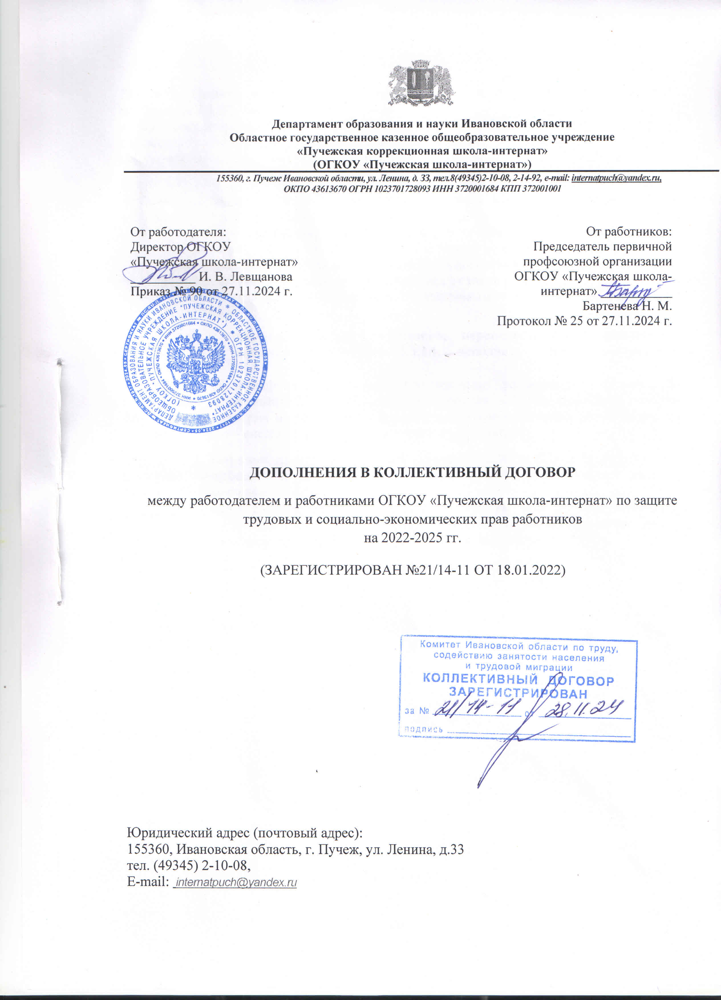 Департамент образования и науки Ивановской области
Областное государственное казенное общеобразовательное учреждение
«Пучежская коррекционная школа-интернат»
(ОГКОУ «Пучежская школа-интернат»)
155360, г. Пучеж Ивановской области, ул. Ленина, д. 33, тел.8(49345)2-10-08, 2-14-92, e-mail: internatpuch@yandex.ru,
ОКПО 43613670 ОГРН 1023701728093 ИНН 3720001684 КПП 372001001
От работодателя:
Директор ОГКОУ
«Пучежская школа-интернат»
И. В. Левщанова
Приказ № 90 от 27.11.2024 г.
От работников:
Председатель первичной
профсоюзной организации
ОГКОУ «Пучежская школа-
интернат»
Бартенева Н. М.
Протокол № 25 от 27.11.2024 г.
ДЕПАРТАМЕНТ ОБРАЗОВАНИЯ И НАУКИ ИВАНОВСКОЙ ОБЛАСТИ * ОБЛАСТНОЕ ГОСУДАРСТВЕННОЕ КАЗЕННОЕ
ОБЩЕОБРАЗОВАТЕЛЬНОЕ УЧРЕЖДЕНИЕ "ПУЧЕЖСКАЯ КОРРЕКЦИОННАЯ ШКОЛА-ИНТЕРНАТ"
(ОГКОУ "ПУЧЕЖСКАЯ ШКОЛА-ИНТЕРНАТ") * ОГРН 1023701728093 *
ИНН 3720001684 * ОКПО 43613670 * ИНН 3720001684 * ОКПО 43613670 * ИНН 3720001684 * ОКПО 43613670 *
ДОПОЛНЕНИЯ В КОЛЛЕКТИВНЫЙ ДОГОВОР
между работодателем и работниками ОГКОУ «Пучежская школа-интернат» по защите
трудовых и социально-экономических прав работников
на 2022-2025 гг.
(ЗАРЕГИСТРИРОВАН №21/14-11 ОТ 18.01.2022)
Комитет Ивановской области по труду,
содействию занятости населения
и трудовой миграции
КОЛЛЕКТИВНЫЙ ДОГОВОР
ЗАРЕГИСТРИРОВАН
за № 21/14-11 от 28.11.24
подпись
Юридический адрес (почтовый адрес):
155360, Ивановская область, г. Пучеж, ул. Ленина, д.33
тел. (49345) 2-10-08,
E-mail: internatpuch@yandex.ru